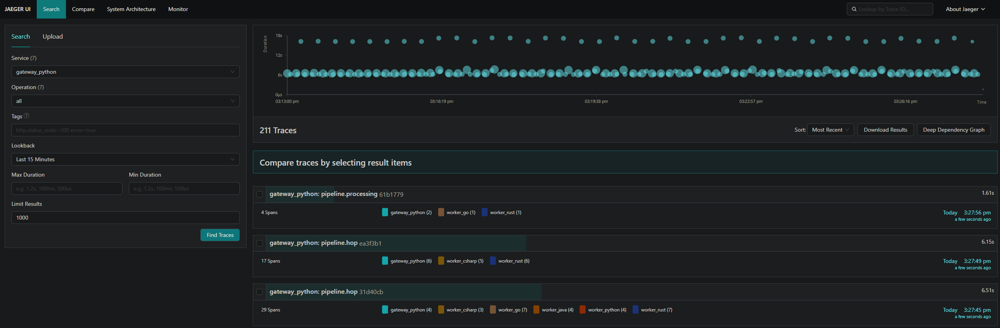 JAEGER UI Search Compare System Architecture Monitor Lookup by Trace ID... About Jaeger
Search Upload
Service (7)
gateway_python
Operation (7)
all
Tags ?
http.status_code=200 error=true
Lookback
Last 15 Minutes
Max Duration Min Duration
e.g. 1.2s, 100ms, 500us e.g. 1.2s, 100ms, 500us
Limit Results
1000
Find Traces
Duration
18s
12s
6s
0μs
03:13:00 pm 03:16:19 pm 03:19:38 pm 03:22:57 pm 03:26:16 pm Time
211 Traces Sort: Most Recent Download Results Deep Dependency Graph
Compare traces by selecting result items
gateway_python: pipeline.processing 61b1779 1.61s
4 Spans gateway_python (2) worker_go (1) worker_rust (1) Today 3:27:56 pm
a few seconds ago
gateway_python: pipeline.hop ea3f3b1 6.15s
17 Spans gateway_python (6) worker_csharp (5) worker_rust (6) Today 3:27:49 pm
a few seconds ago
gateway_python: pipeline.hop 31d40cb 6.51s
29 Spans gateway_python (4) worker_csharp (3) worker_go (7) worker_java (4) worker_python (4) worker_rust (7) Today 3:27:45 pm
a few seconds ago